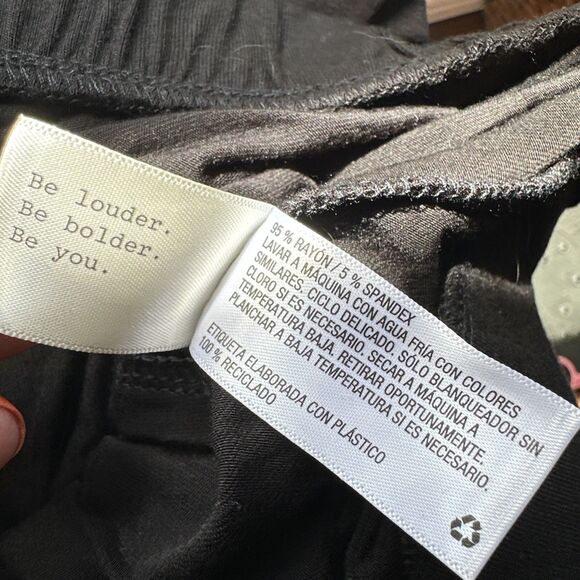 Be louder.
Be bolder.
Be you.
95 % RAYÓN / 5 % SPANDEX
LAVAR A MÁQUINA CON AGUA FRIA CON COLORES
SIMILARES. CICLO DELICADO. SÓLO BLANQUEADOR SIN
CLORO SI ES NECESARIO. SECAR A MÁQUINA A
TEMPERATURA BAJA. RETIRAR OPORTUNAMENTE.
PLANCHAR A BAJA TEMPERATURA SI ES NECESARIO.
ETIQUETA ELABORADA CON PLÁSTICO
100 % RECICLADO